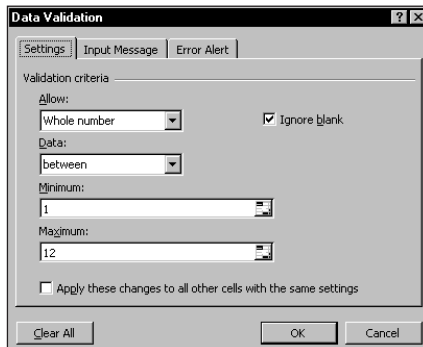 Data Validation
Settings Input Message Error Alert
Validation criteria
Allow:
Whole number Ignore blank
Data:
between
Minimum:
1
Maximum:
12
Apply these changes to all other cells with the same settings
Clear All OK Cancel